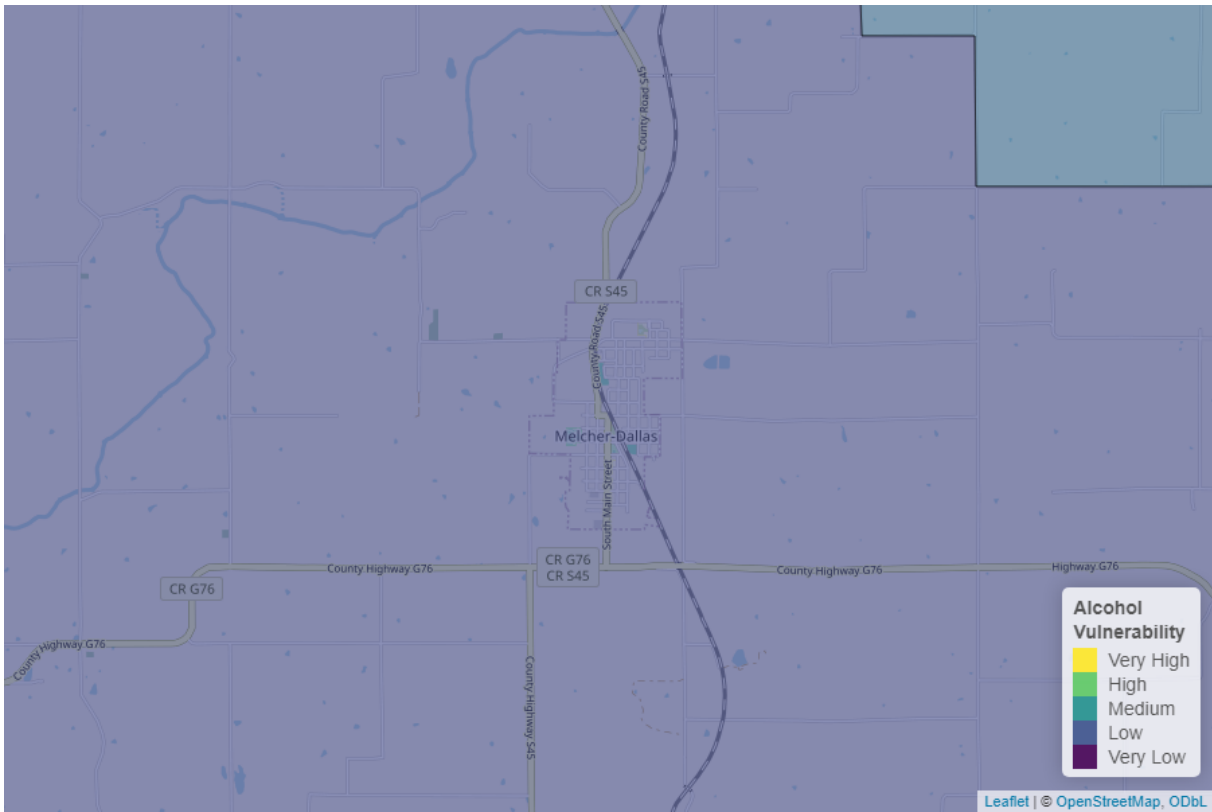 County Road S45
CR S45
County Road S45
Melcher-Dallas
South Main Street
CR G76
CR S45
County Highway G76
County Highway G76
Highway G76
CR G76
County Highway G76
County Highway S45
Alcohol
Vulnerability
Very High
High
Medium
Low
Very Low
Leaflet | © OpenStreetMap, ODbL